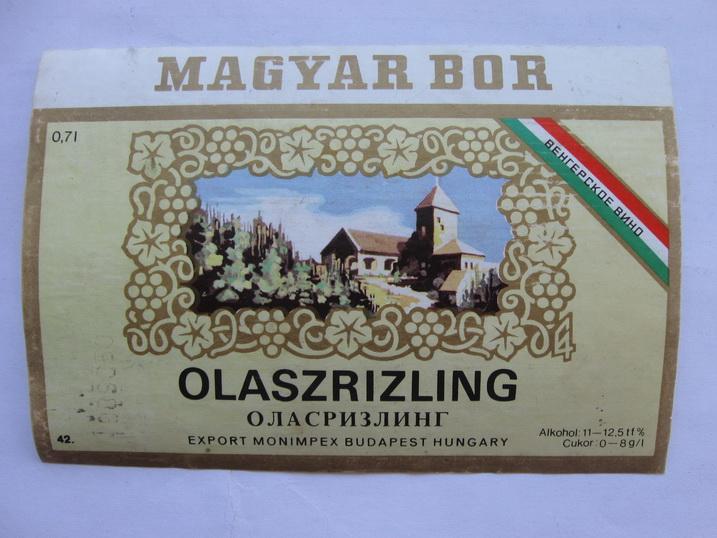 MAGYAR BOR
0,7 l
ВЕНГЕРСКОЕ ВИНО
OLASZRIZLING
ОЛАСРИЗЛИНГ
EXPORT MONIMPEX BUDAPEST HUNGARY
42.
Alkohol: 11—12,5 tf %
Cukor: 0—8 g/l